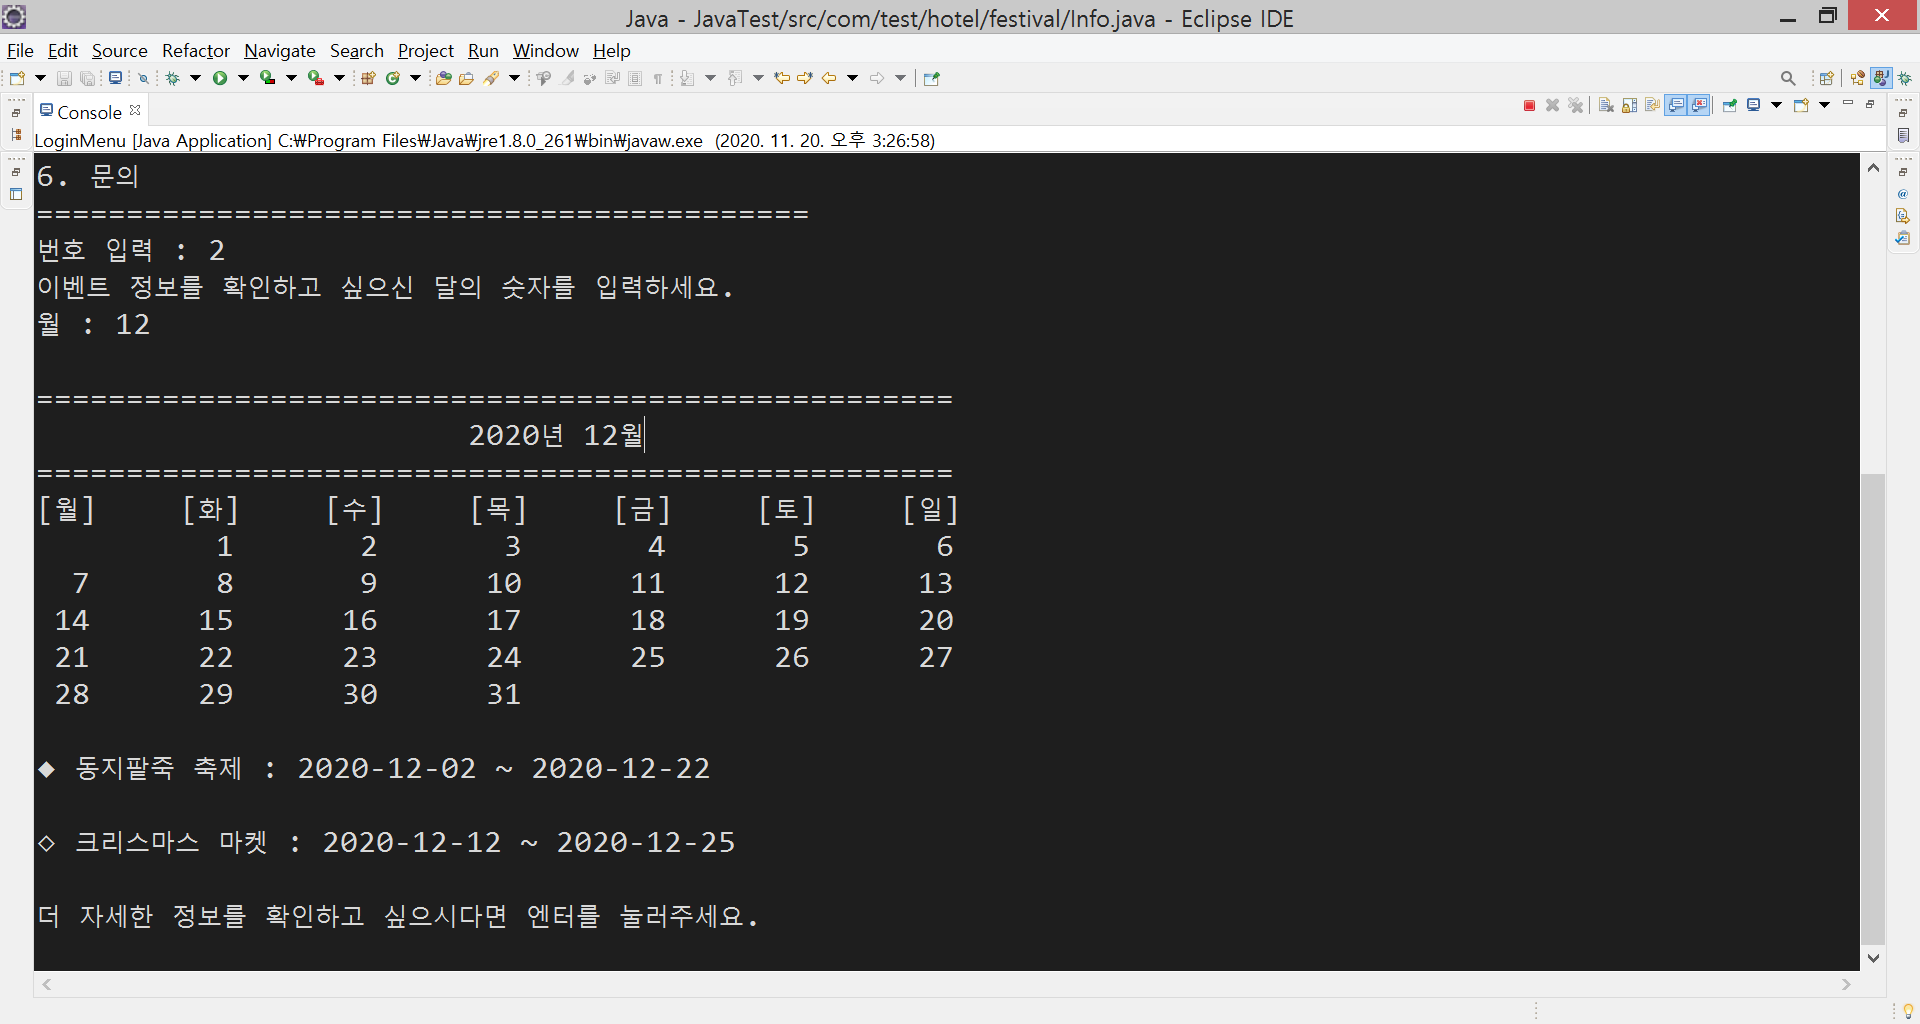 Java - JavaTest/src/com/test/hotel/festival/Info.java - Eclipse IDE
File Edit Source Refactor Navigate Search Project Run Window Help
Console
LoginMenu [Java Application] C:₩Program Files₩Java₩jre1.8.0_261₩bin₩javaw.exe (2020. 11. 20. 오후 3:26:58)
6. 문의
===========================================
번호 입력 : 2
이벤트 정보를 확인하고 싶으신 달의 숫자를 입력하세요.
월 : 12
===================================================
2020년 12월
===================================================
[월] [화] [수] [목] [금] [토] [일]
1 2 3 4 5 6
7 8 9 10 11 12 13
14 15 16 17 18 19 20
21 22 23 24 25 26 27
28 29 30 31
◆ 동지팥죽 축제 : 2020-12-02 ~ 2020-12-22
◇ 크리스마스 마켓 : 2020-12-12 ~ 2020-12-25
더 자세한 정보를 확인하고 싶으시다면 엔터를 눌러주세요.